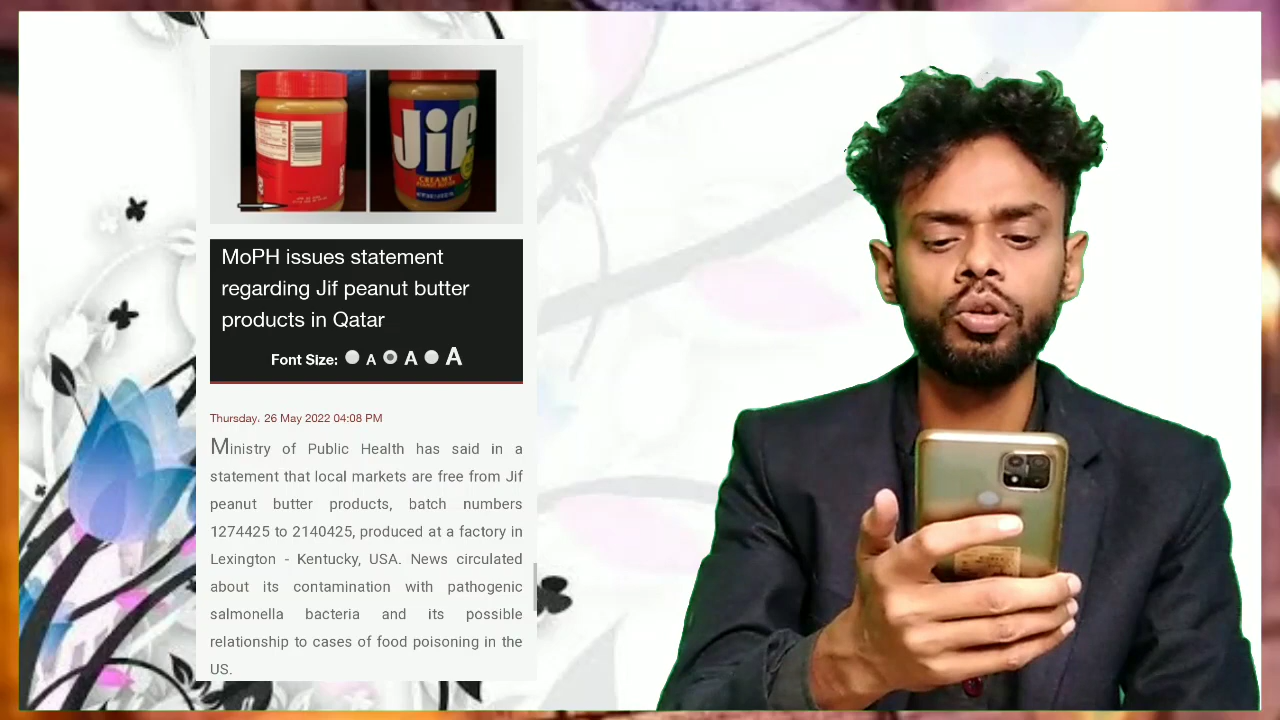 Jif
CREAMY
PEANUT BUTTER
MoPH issues statement
regarding Jif peanut butter
products in Qatar
Font Size: A A A
Thursday, 26 May 2022 04:08 PM
Ministry of Public Health has said in a
statement that local markets are free from Jif
peanut butter products, batch numbers
1274425 to 2140425, produced at a factory in
Lexington - Kentucky, USA. News circulated
about its contamination with pathogenic
salmonella bacteria and its possible
relationship to cases of food poisoning in the
US.